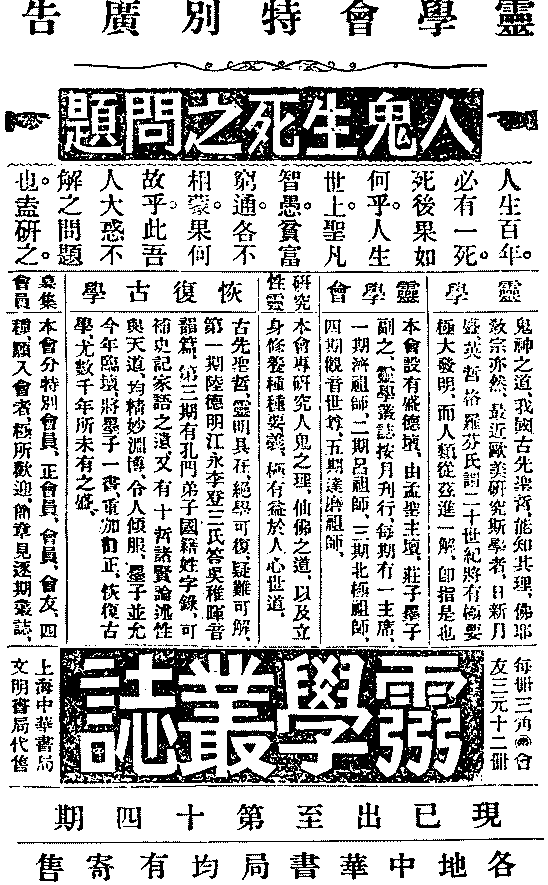 靈學會特別廣告
人鬼生死之問題
人生百年。
必有一死。
死後果如
何乎人生
世上聖凡
智愚貧富
窮通各不
相蒙果何
故乎此吾
人大惑不
解之問題
也盍研之。
靈學
鬼神之道、我國古先聖哲、能知其理、佛耶
教宗亦然、最近歐美研究斯學者、日新月
盛、英哲格羅芬氏謂二十世紀將有極要
極大發明、而人類從茲進一解、即指是也
靈學會
本會設有盛德壇、由孟聖主壇、莊子墨子
副之、靈學叢誌按月刊行、每期有一主席、
一期濟祖師、二期呂祖師、三期北極祖師、
四期觀音世尊、五期達磨祖師、
研究
性靈
本會專研究人鬼之理、仙佛之道、以及立
身修養種種要義、極有益於人心世道、
恢復古學
古先聖哲、靈明具在、絕學可復、疑難可解、
第一期陸德明江永李登三氏答吳稚暉音
韻篇、第三期有孔門弟子國籍姓字錄、可
補史記家語之遺、又有十哲諸賢論述性
與天道、均精妙淵博、令人傾服、墨子並允
今年臨壇、將墨子一書、重加訂正、恢復古
學、尤數千年所未有之盛、
募集
會員
本會分特別會員、正會員、會員、會友、四
種、願入會者、極所歡迎、簡章見逐期叢誌、
每冊三角●會
友三元十二冊
靈學叢誌
上海中華書局
文明書局代售
現已出至第十四期
各地中華書局均有寄售